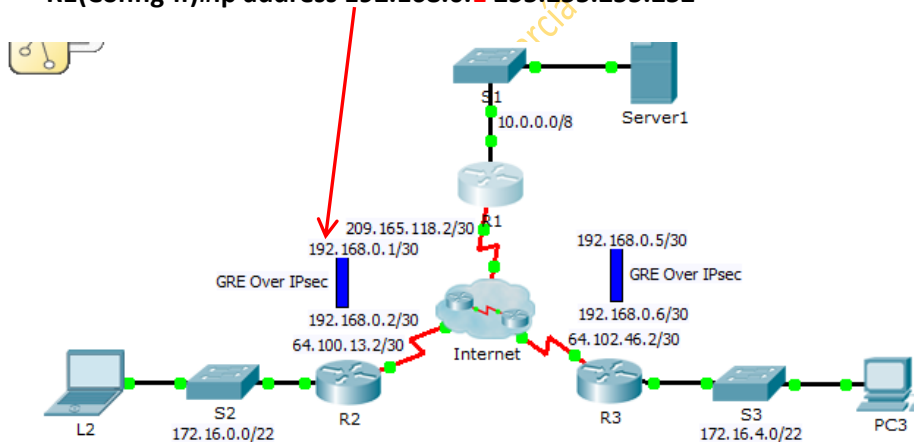 S1
Server1
10.0.0.0/8
R1
209.165.118.2/30
192.168.0.1/30
192.168.0.5/30
GRE Over IPsec
GRE Over IPsec
192.168.0.2/30
192.168.0.6/30
64.100.13.2/30
64.102.46.2/30
Internet
L2
S2
R2
R3
S3
PC3
172.16.0.0/22
172.16.4.0/22